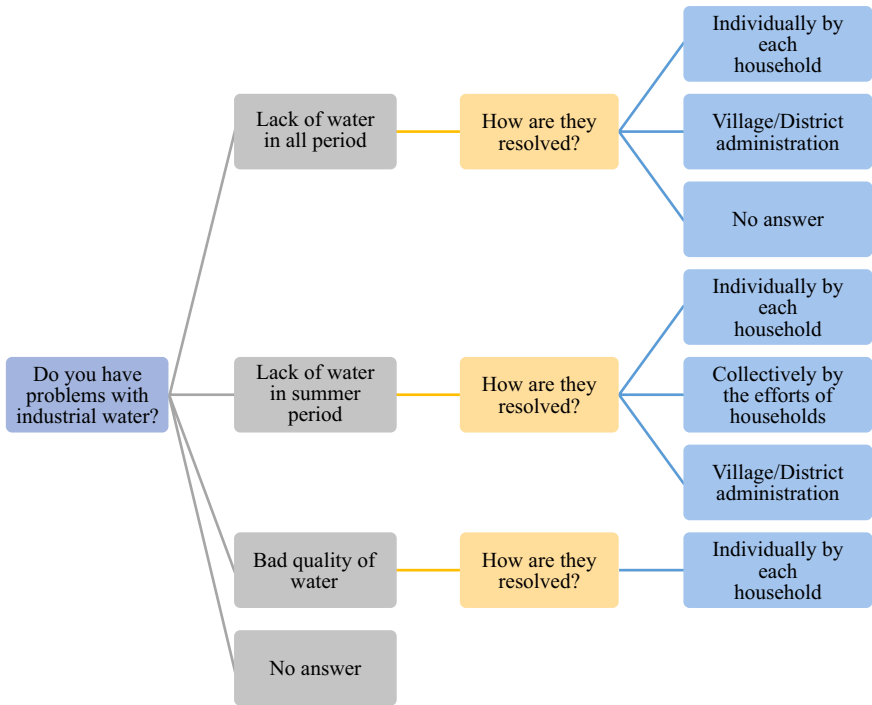 Do you have
problems with
industrial water?
Lack of water
in all period
How are they
resolved?
Individually by
each
household
Village/District
administration
No answer
Lack of water
in summer
period
How are they
resolved?
Individually by
each
household
Collectively by
the efforts of
households
Village/District
administration
Bad quality of
water
How are they
resolved?
Individually by
each
household
No answer